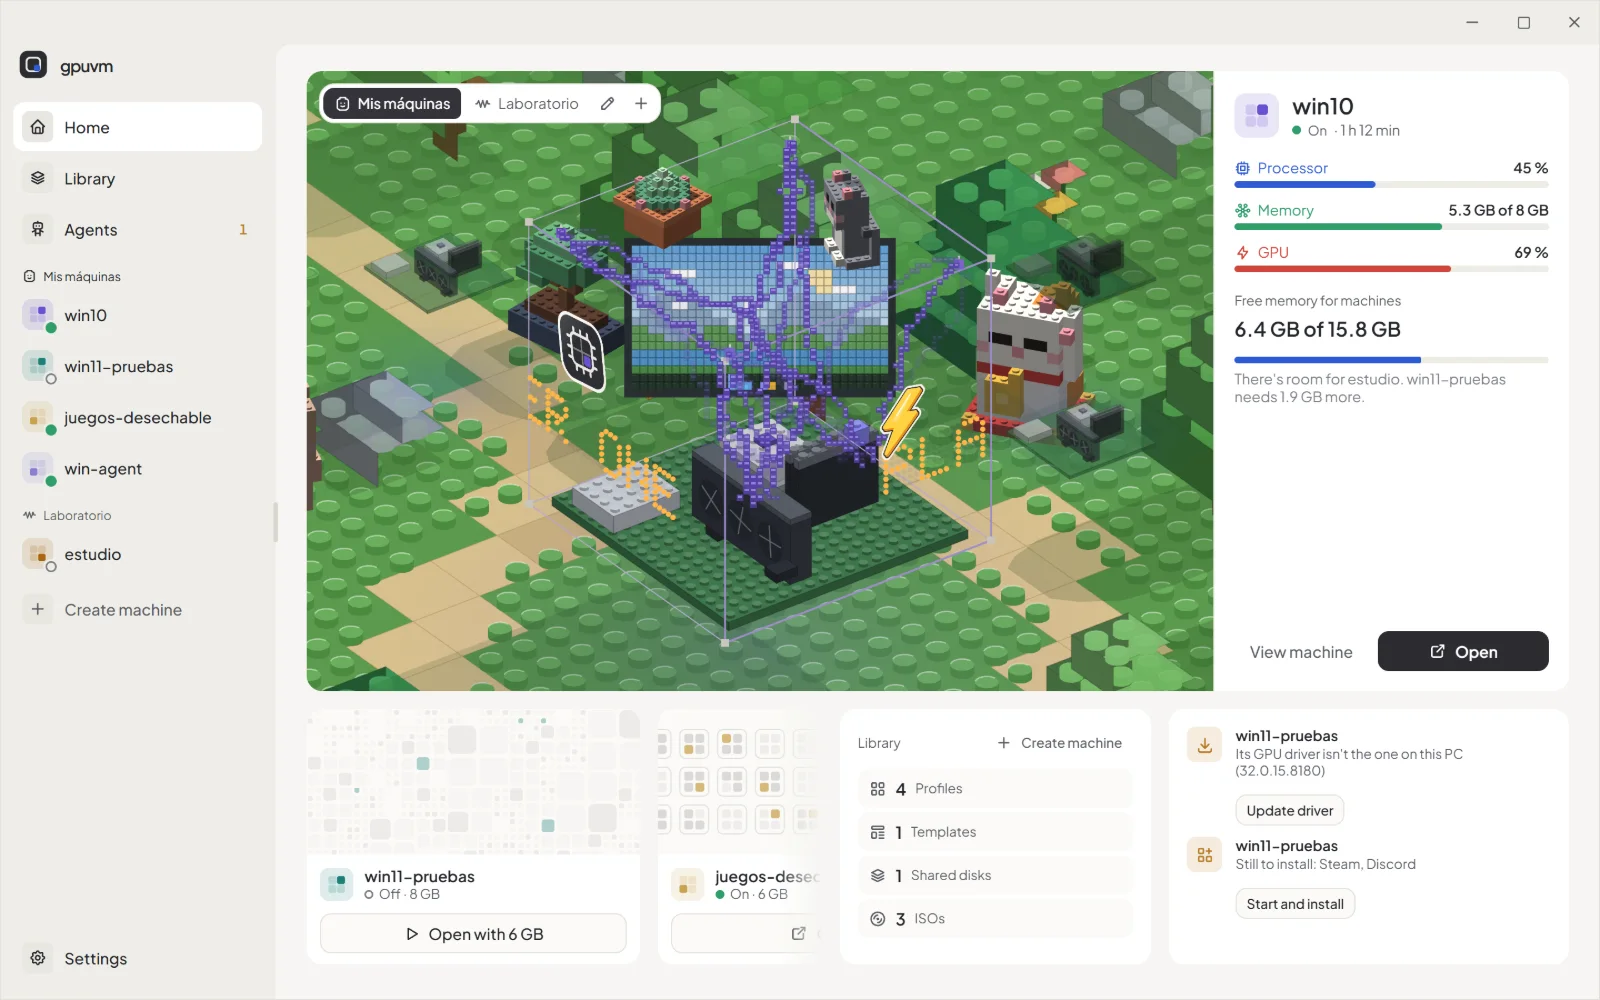 gpuvm
Home
Library
Agents 1
Mis máquinas
win10
win11-pruebas
juegos-desechable
win-agent
Laboratorio
estudio
Create machine
Settings
Mis máquinas
Laboratorio
win10
On · 1 h 12 min
Processor 45 %
Memory 5.3 GB of 8 GB
GPU 69 %
Free memory for machines
6.4 GB of 15.8 GB
There's room for estudio. win11-pruebas
needs 1.9 GB more.
View machine
Open
win11-pruebas
Off · 8 GB
Open with 6 GB
juegos-desec
On · 6 GB
Library
Create machine
4 Profiles
1 Templates
1 Shared disks
3 ISOs
win11-pruebas
Its GPU driver isn't the one on this PC
(32.0.15.8180)
Update driver
win11-pruebas
Still to install: Steam, Discord
Start and install